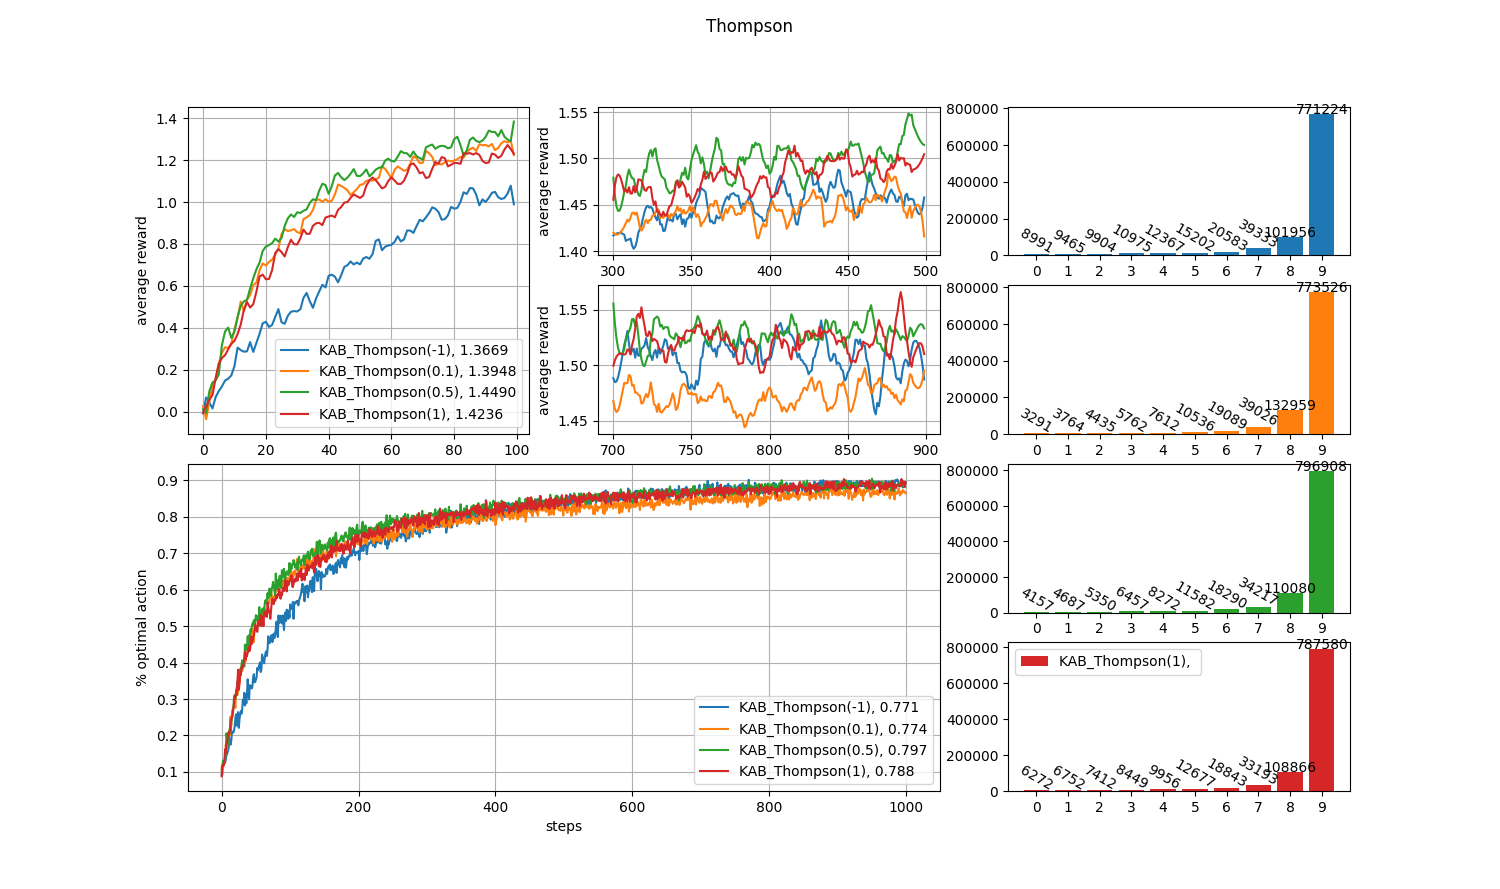 Thompson
average reward
1.4
1.2
1.0
0.8
0.6
0.4
0.2
0.0
0 20 40 60 80 100
KAB_Thompson(-1), 1.3669
KAB_Thompson(0.1), 1.3948
KAB_Thompson(0.5), 1.4490
KAB_Thompson(1), 1.4236
average reward
1.55
1.50
1.45
1.40
300 350 400 450 500
800000
600000
400000
200000
0
8991 9465 9904 10975 12367 15202 20583 39333 101956 771224
0 1 2 3 4 5 6 7 8 9
average reward
1.55
1.50
1.45
700 750 800 850 900
800000
600000
400000
200000
0
3291 3764 4435 5762 7612 10536 19089 39026 132959 773526
% optimal action
0.9
0.8
0.7
0.6
0.5
0.4
0.3
0.2
0.1
0 200 400 600 800 1000
steps
KAB_Thompson(-1), 0.771
KAB_Thompson(0.1), 0.774
KAB_Thompson(0.5), 0.797
KAB_Thompson(1), 0.788
800000
600000
400000
200000
0
4157 4687 5350 6457 8272 11582 18290 34217 110080 796908
0 1 2 3 4 5 6 7 8 9
KAB_Thompson(1),
800000
600000
400000
200000
0
6272 6752 7412 8449 9956 12677 18843 33193 108866 787580
0 1 2 3 4 5 6 7 8 9